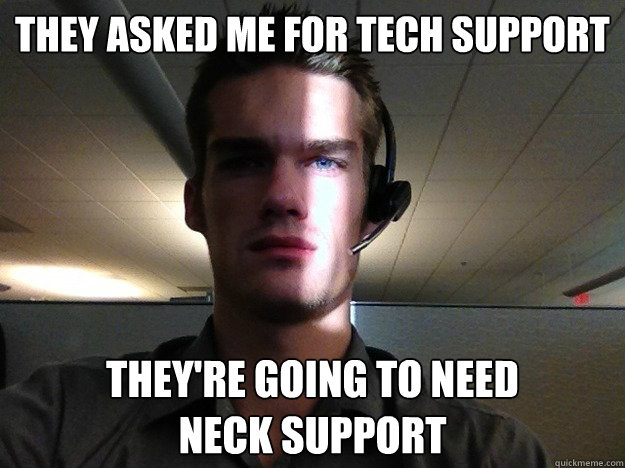 THEY ASKED ME FOR TECH SUPPORT
THEY'RE GOING TO NEED
NECK SUPPORT
quickmeme.com